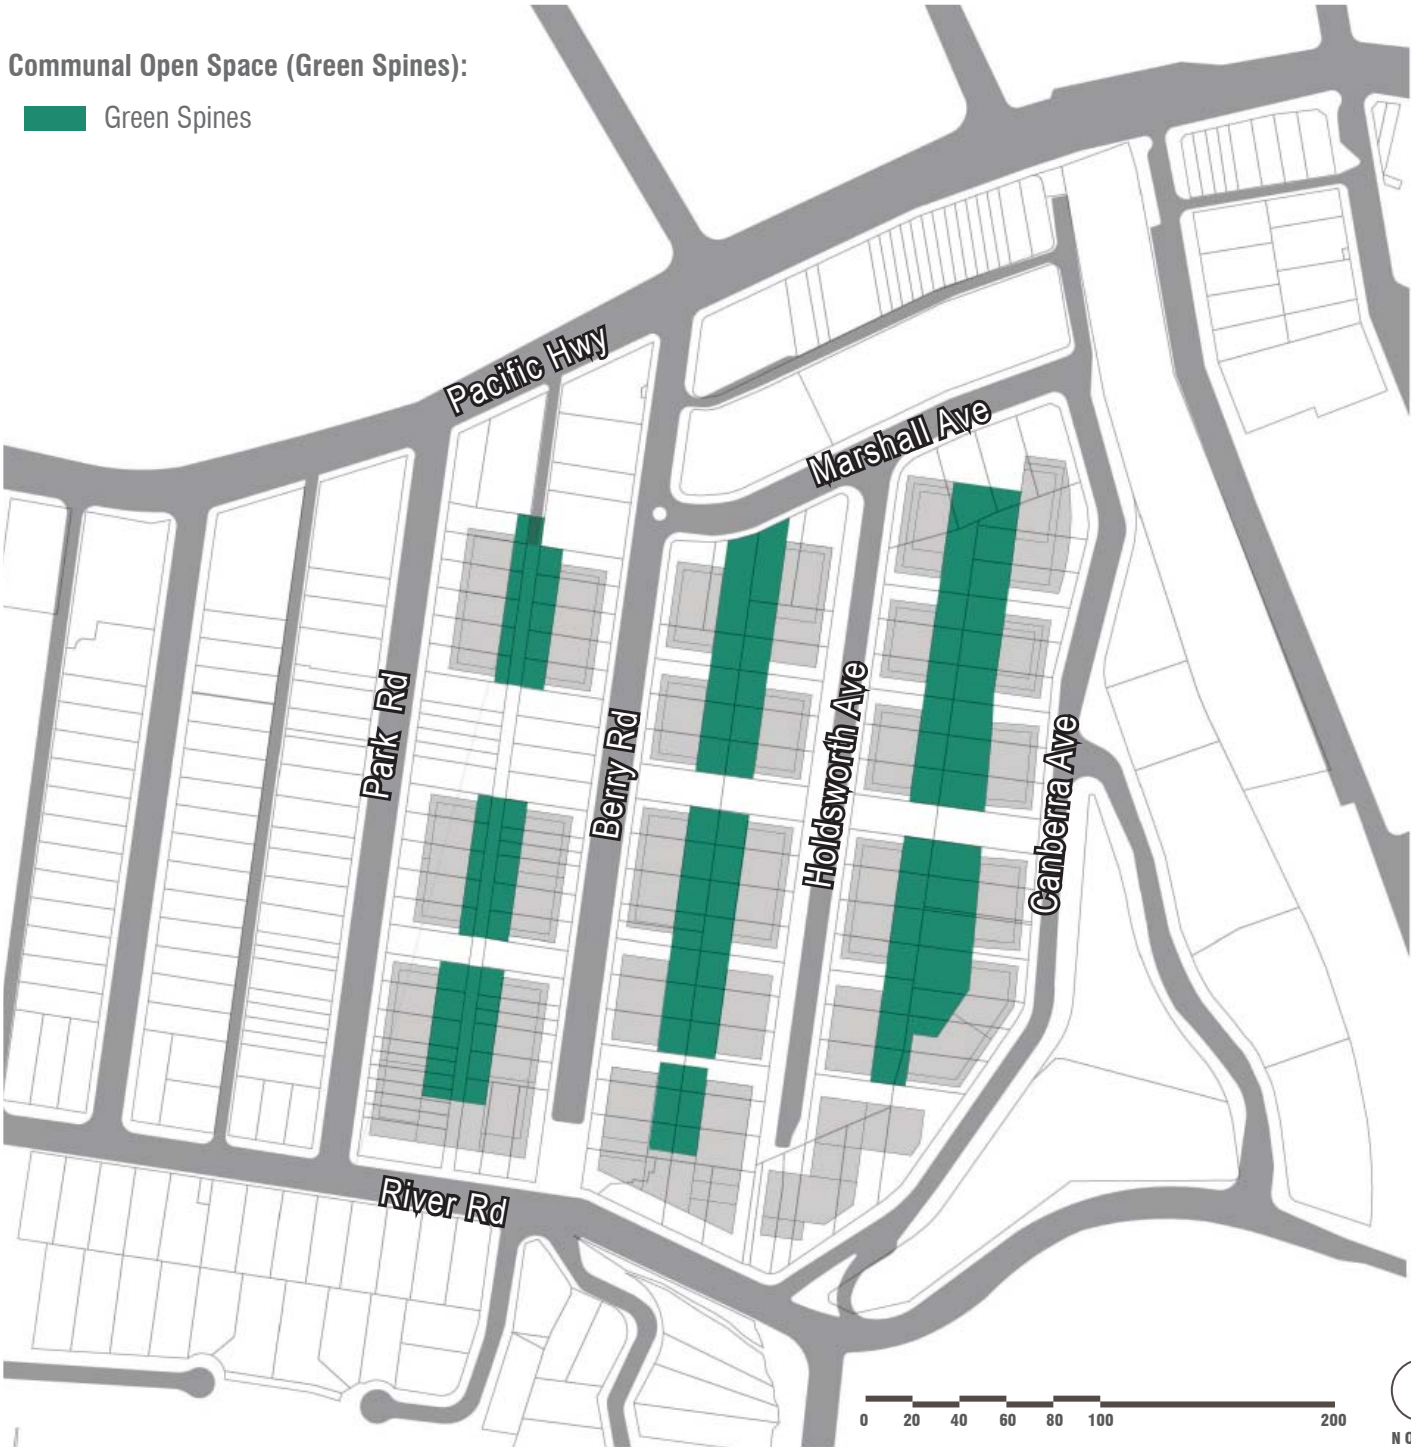 Communal Open Space (Green Spines):
Green Spines
Pacific Hwy
Marshall Ave
Park Rd
Berry Rd
Holdsworth Ave
Canberra Ave
River Rd
0 20 40 60 80 100 200
N O